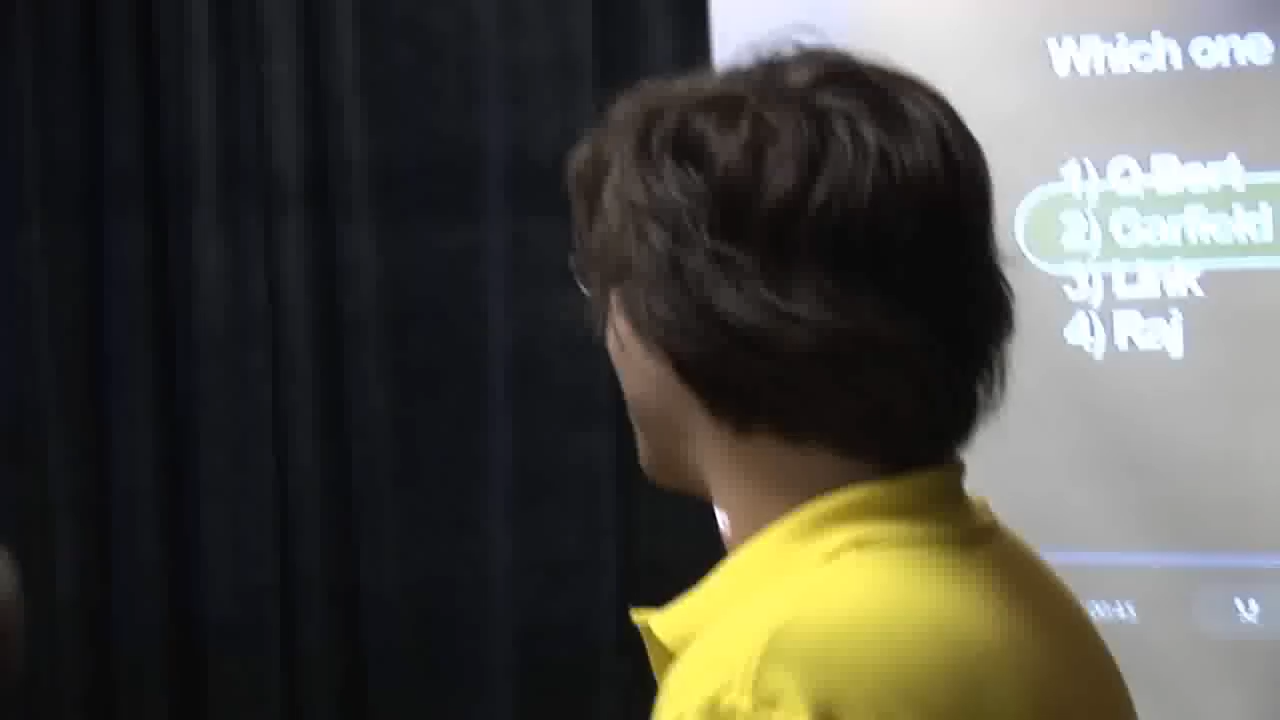 Which one
1) Q-Bert
2) Garfield
3) Link
4) Raj